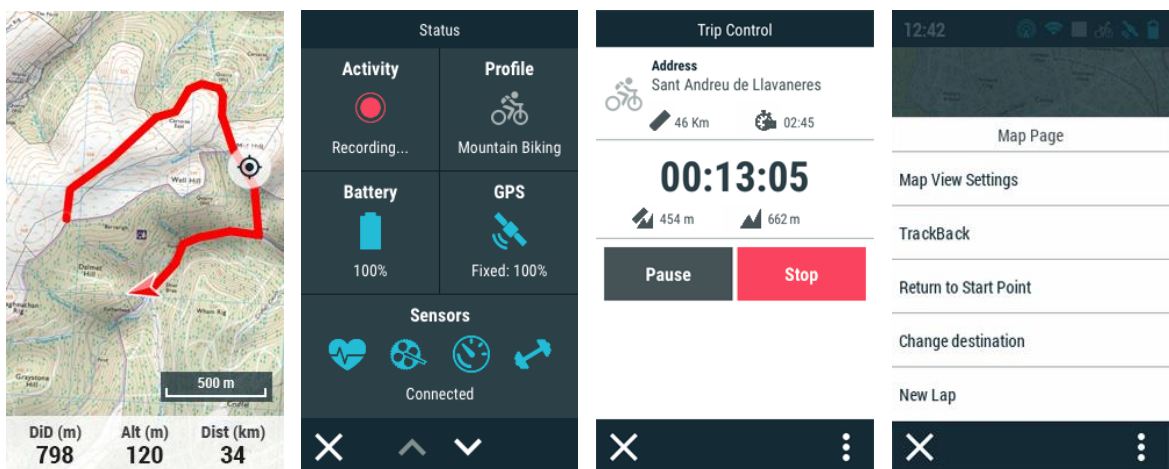 Well Hill
500 m
DiD (m)
Alt (m)
Dist (km)
798
120
34
Status
Activity
Profile
Recording...
Mountain Biking
Battery
GPS
100%
Fixed: 100%
Sensors
Connected
Trip Control
Address
Sant Andreu de Llavaneres
46 Km
02:45
00:13:05
454 m
662 m
Pause
Stop
12:42
Map Page
Map View Settings
TrackBack
Return to Start Point
Change destination
New Lap